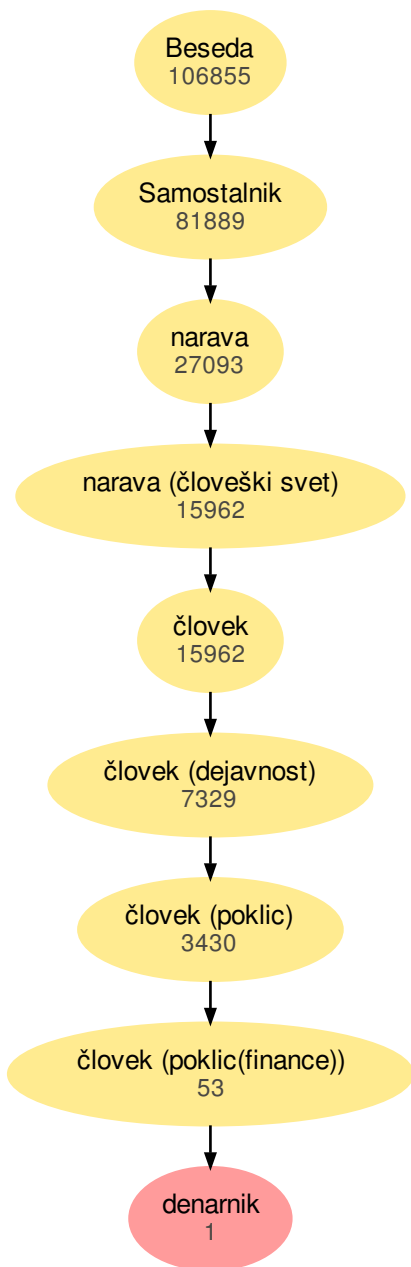 Beseda
106855
Samostalnik
81889
narava
27093
narava (človeški svet)
15962
človek
15962
človek (dejavnost)
7329
človek (poklic)
3430
človek (poklic(finance))
53
denarnik
1